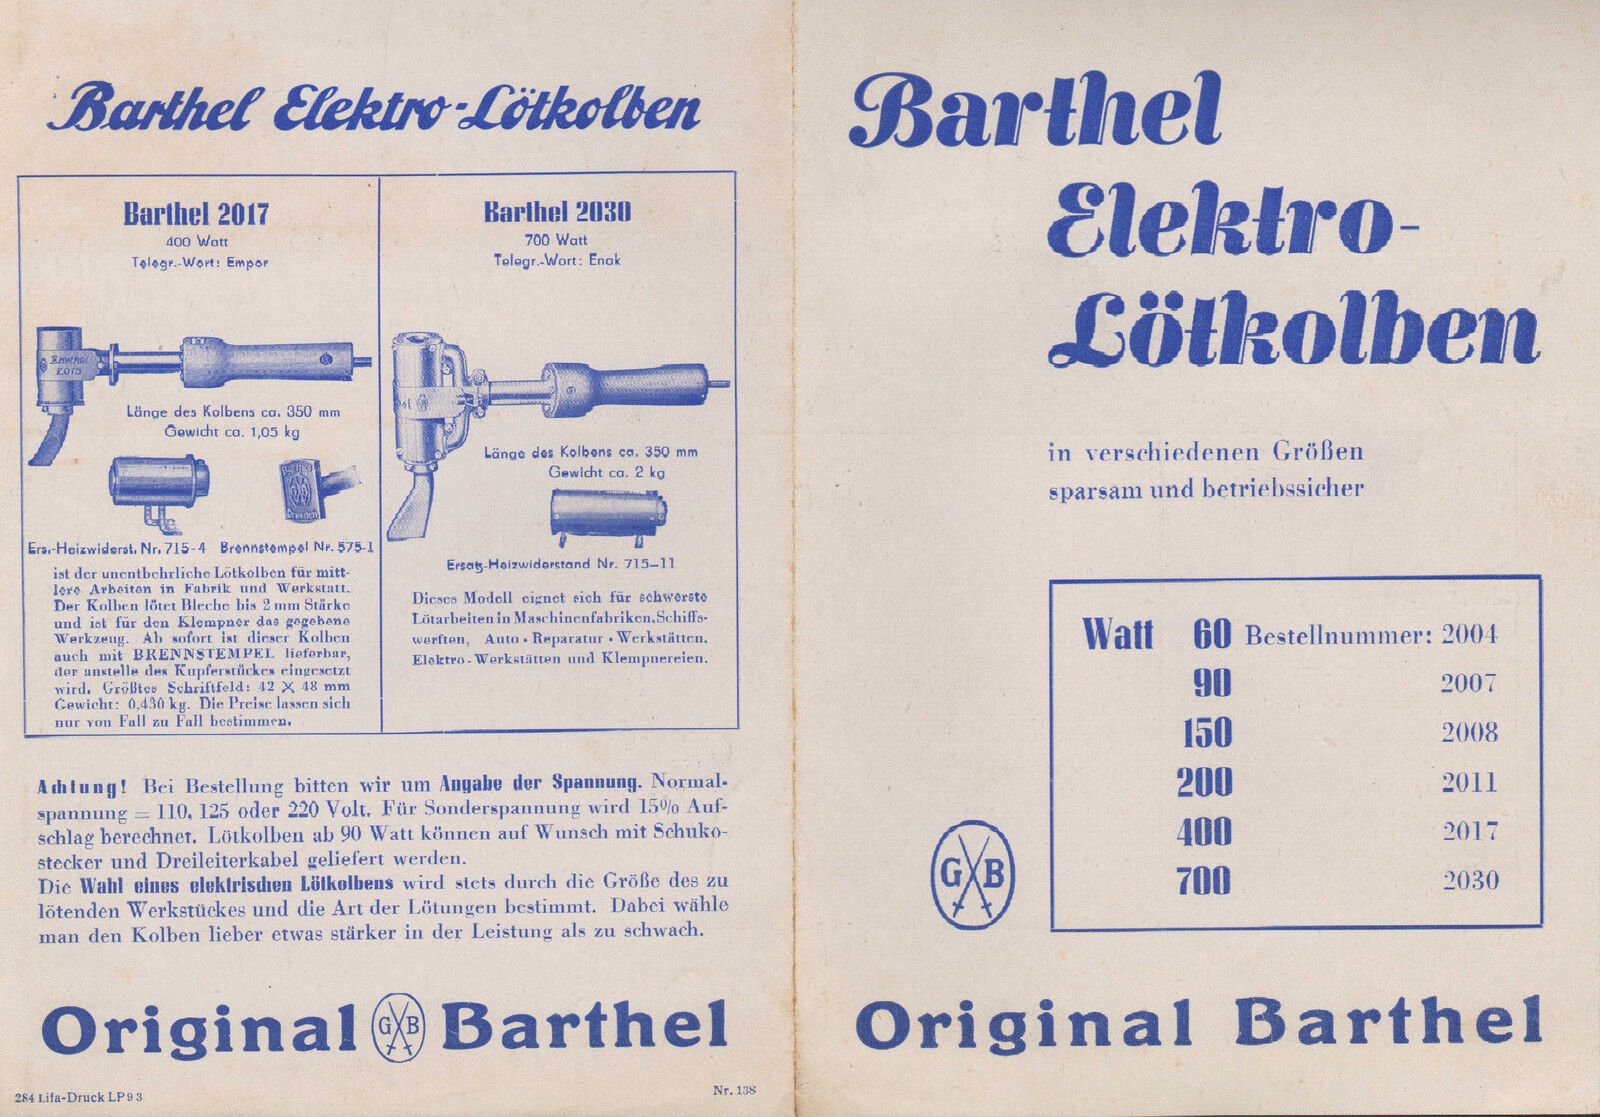 Barthel Elektro-Lötkolben
Barthel 2017
400 Watt
Telegr.-Wort: Empor
Barthel
2015
Länge des Kolbens ca. 350 mm
Gewicht ca. 1,05 kg
GB
Dresden
Ers.-Heizwiderst. Nr. 715-4 Brennstempel Nr. 575-1
ist der unentbehrliche Lötkolben für mitt-
lere Arbeiten in Fabrik und Werkstatt.
Der Kolben lötet Bleche bis 2 mm Stärke
und ist für den Klempner das gegebene
Werkzeug. Ab sofort ist dieser Kolben
auch mit BRENNSTEMPEL lieferbar,
der anstelle des Kupferstückes eingesetzt
wird. Größtes Schriftfeld: 42 X 48 mm
Gewicht: 0,430 kg. Die Preise lassen sich
nur von Fall zu Fall bestimmen.
Barthel 2030
700 Watt
Telegr.-Wort: Enak
Länge des Kolbens ca. 350 mm
Gewicht ca. 2 kg
Ersatz-Heizwiderstand Nr. 715-11
Dieses Modell eignet sich für schwerste
Lötarbeiten in Maschinenfabriken, Schiffs-
werften, Auto-Reparatur-Werkstätten,
Elektro-Werkstätten und Klempnereien.
Achtung! Bei Bestellung bitten wir um Angabe der Spannung. Normal-
spannung = 110, 125 oder 220 Volt. Für Sonderspannung wird 15% Auf-
schlag berechnet. Lötkolben ab 90 Watt können auf Wunsch mit Schuko-
stecker und Dreileiterkabel geliefert werden.
Die Wahl eines elektrischen Lötkolbens wird stets durch die Größe des zu
lötenden Werkstückes und die Art der Lötungen bestimmt. Dabei wähle
man den Kolben lieber etwas stärker in der Leistung als zu schwach.
Original GB Barthel
284 Lifa-Druck LP93
Nr. 138
Barthel
Elektro-
Lötkolben
in verschiedenen Größen
sparsam und betriebssicher
Watt 60 Bestellnummer: 2004
90 2007
150 2008
200 2011
400 2017
700 2030
GB
Original Barthel